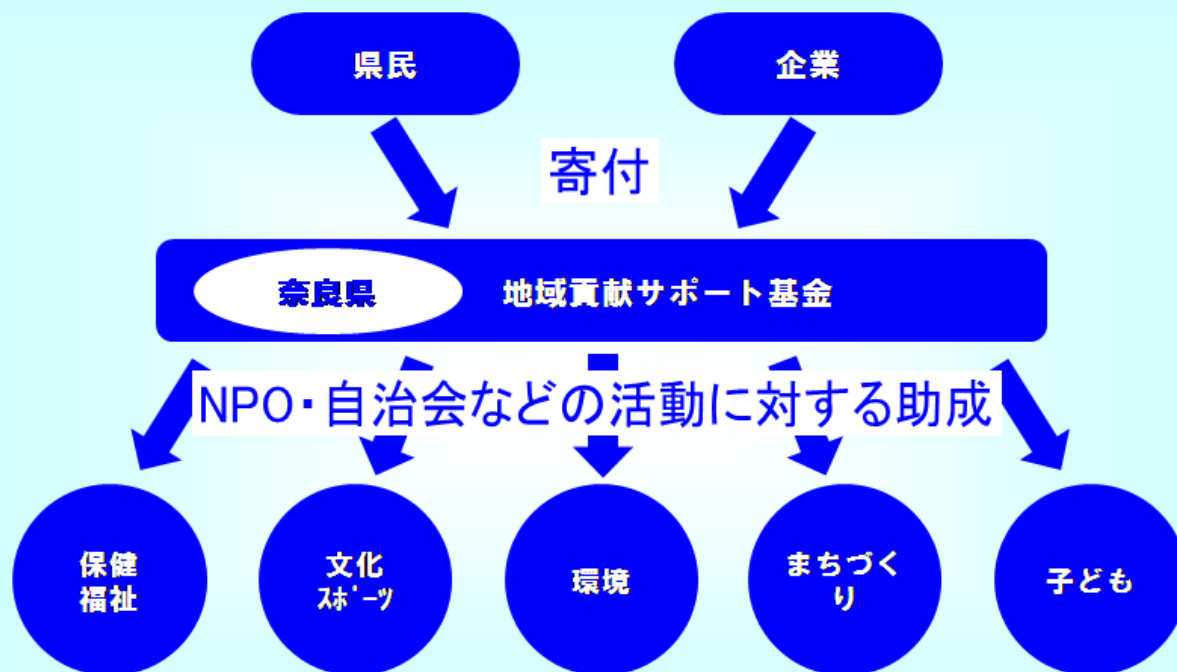 県民
企業
寄付
奈良県
地域貢献サポート基金
NPO・自治会などの活動に対する助成
保健
福祉
文化
ｽﾎﾟｰﾂ
環境
まちづく
り
子ども